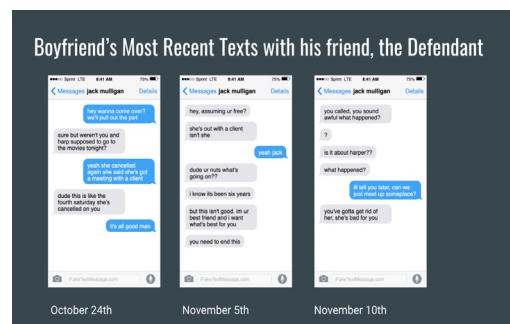 Boyfriend's Most Recent Texts with his friend, the Defendant
Sprint LTE 8:41 AM 75%
Messages jack mulligan Details
hey wanna come over?
we'll pull out the ps4
sure but weren't you and
harp supposed to go to
the movies tonight?
yeah she cancelled
again she said she's got
a meeting with a client
dude this is like the
fourth saturday she's
cancelled on you
it's all good man
iFakeTextMessage.com
October 24th
Sprint LTE 8:41 AM 75%
Messages jack mulligan Details
hey, assuming ur free?
she's out with a client
isn't she
yeah jack
dude ur nuts what's
going on??
i know its been six years
but this isn't good. im ur
best friend and i want
what's best for you
you need to end this
iFakeTextMessage.com
November 5th
Sprint LTE 8:41 AM 75%
Messages jack mulligan Details
you called, you sound
awful what happened?
?
is it about harper??
what happened?
ill tell you later, can we
just meet up someplace?
you've gotta get rid of
her, she's bad for you
iFakeTextMessage.com
November 10th